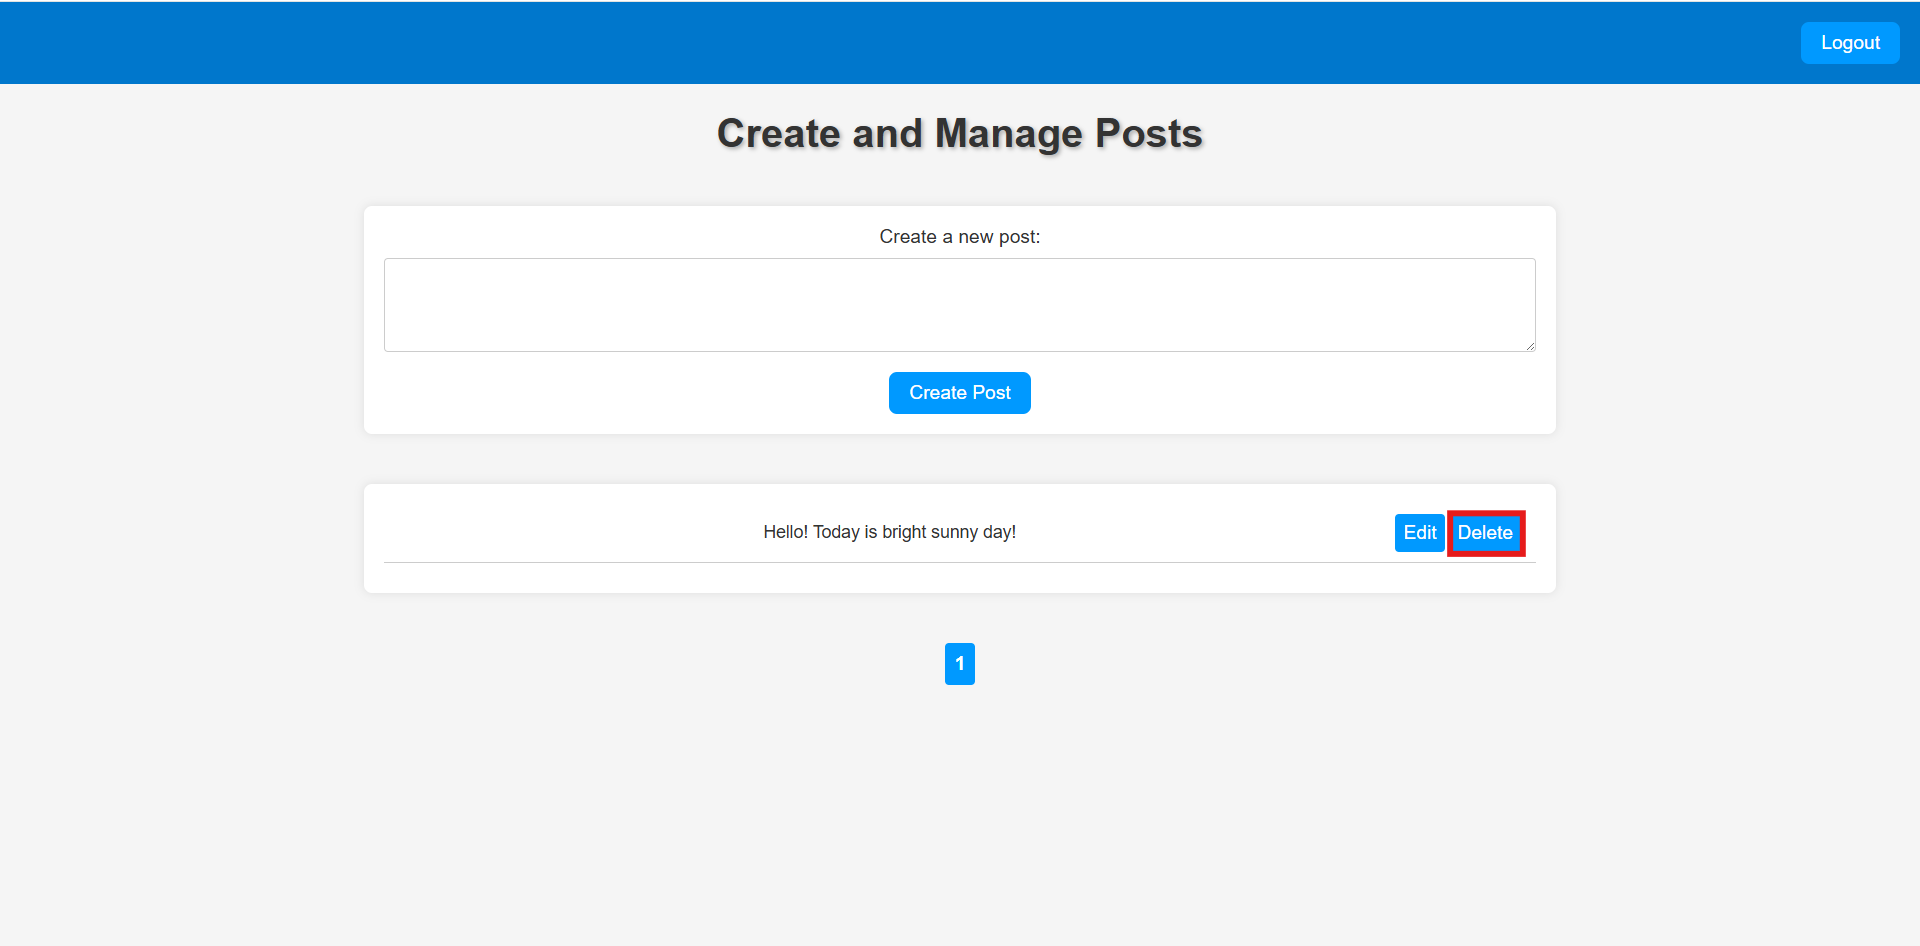 Logout
Create and Manage Posts
Create a new post:
Create Post
Hello! Today is bright sunny day!
Edit Delete
1